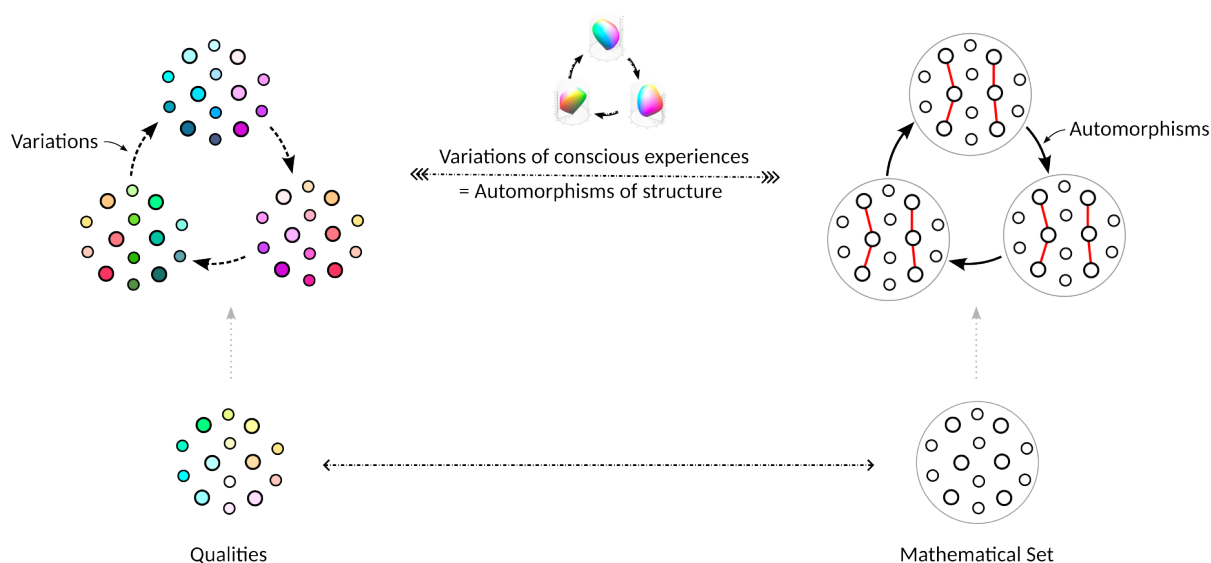 Variations
Variations of conscious experiences
= Automorphisms of structure
Automorphisms
Qualities
Mathematical Set